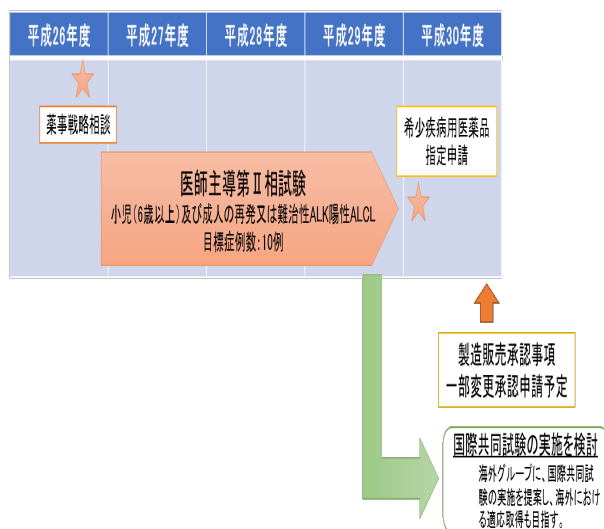 平成26年度 平成27年度 平成28年度 平成29年度 平成30年度
薬事戦略相談
希少疾病用医薬品
指定申請
医師主導第Ⅱ相試験
小児(6歳以上)及び成人の再発又は難治性ALK陽性ALCL
目標症例数:10例
製造販売承認事項
一部変更承認申請予定
国際共同試験の実施を検討
海外グループに、国際共同試
験の実施を提案し、海外におけ
る適応取得も目指す。